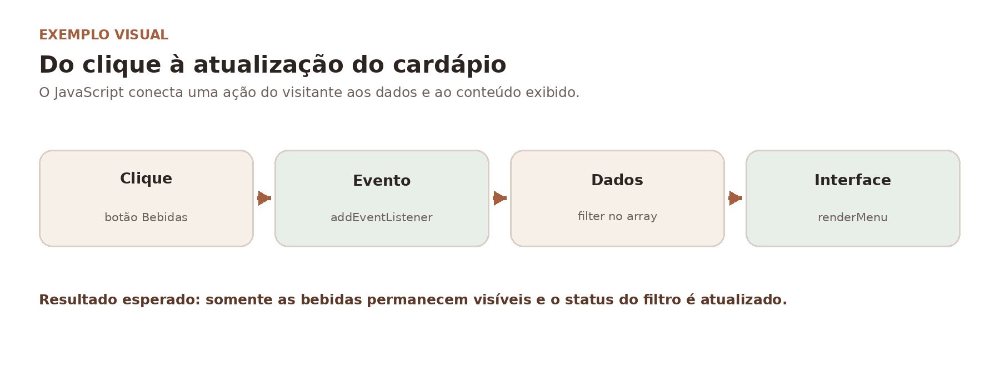 EXEMPLO VISUAL
Do clique à atualização do cardápio
O JavaScript conecta uma ação do visitante aos dados e ao conteúdo exibido.
Clique
botão Bebidas
Evento
addEventListener
Dados
filter no array
Interface
renderMenu
Resultado esperado: somente as bebidas permanecem visíveis e o status do filtro é atualizado.